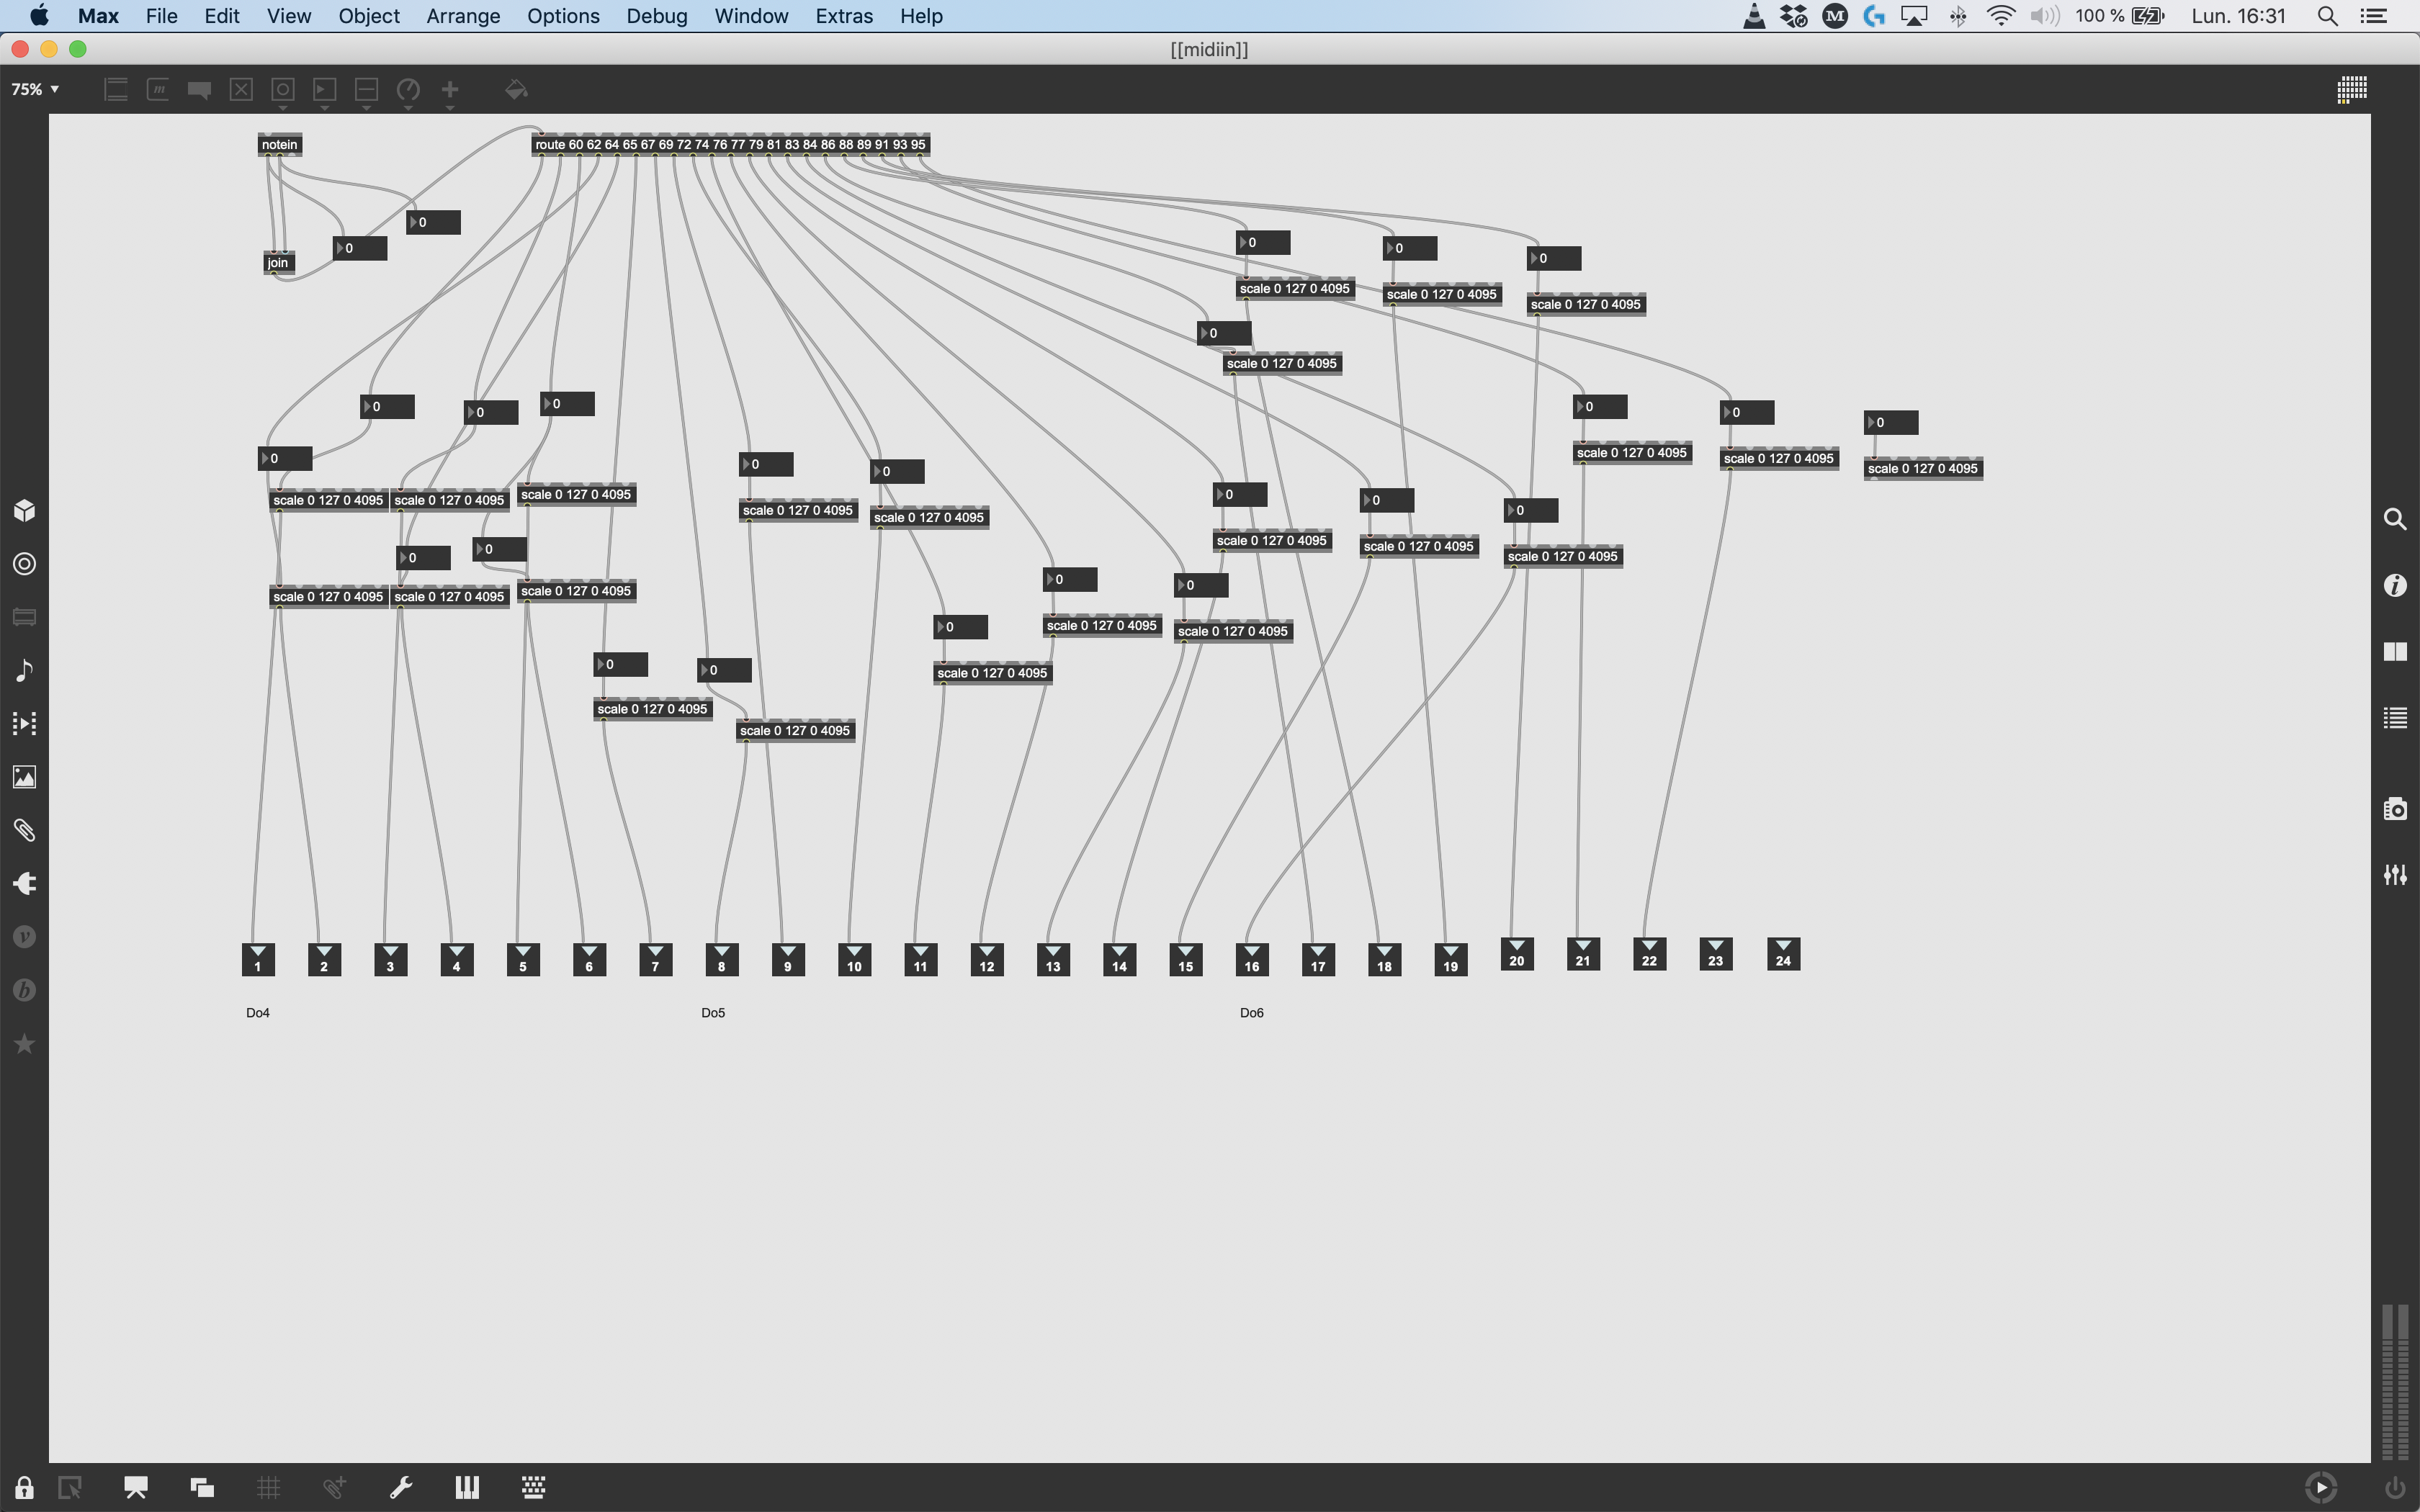 Max File Edit View Object Arrange Options Debug Window Extras Help M 100 % Lun. 16:31
[[midiin]]
75%
notein
route 60 62 64 65 67 69 72 74 76 77 79 81 83 84 86 88 89 91 93 95
0
0
join
0
0
0
scale 0 127 0 4095
scale 0 127 0 4095
scale 0 127 0 4095
0
scale 0 127 0 4095
0
0
0
0
0
0
0
scale 0 127 0 4095
scale 0 127 0 4095
scale 0 127 0 4095
0
0
0
0
0
scale 0 127 0 4095
scale 0 127 0 4095
scale 0 127 0 4095
scale 0 127 0 4095
scale 0 127 0 4095
scale 0 127 0 4095
scale 0 127 0 4095
scale 0 127 0 4095
0
0
0
0
scale 0 127 0 4095
scale 0 127 0 4095
scale 0 127 0 4095
0
scale 0 127 0 4095
scale 0 127 0 4095
0
0
scale 0 127 0 4095
scale 0 127 0 4095
scale 0 127 0 4095
1 2 3 4 5 6 7 8 9 10 11 12 13 14 15 16 17 18 19 20 21 22 23 24
Do4 Do5 Do6